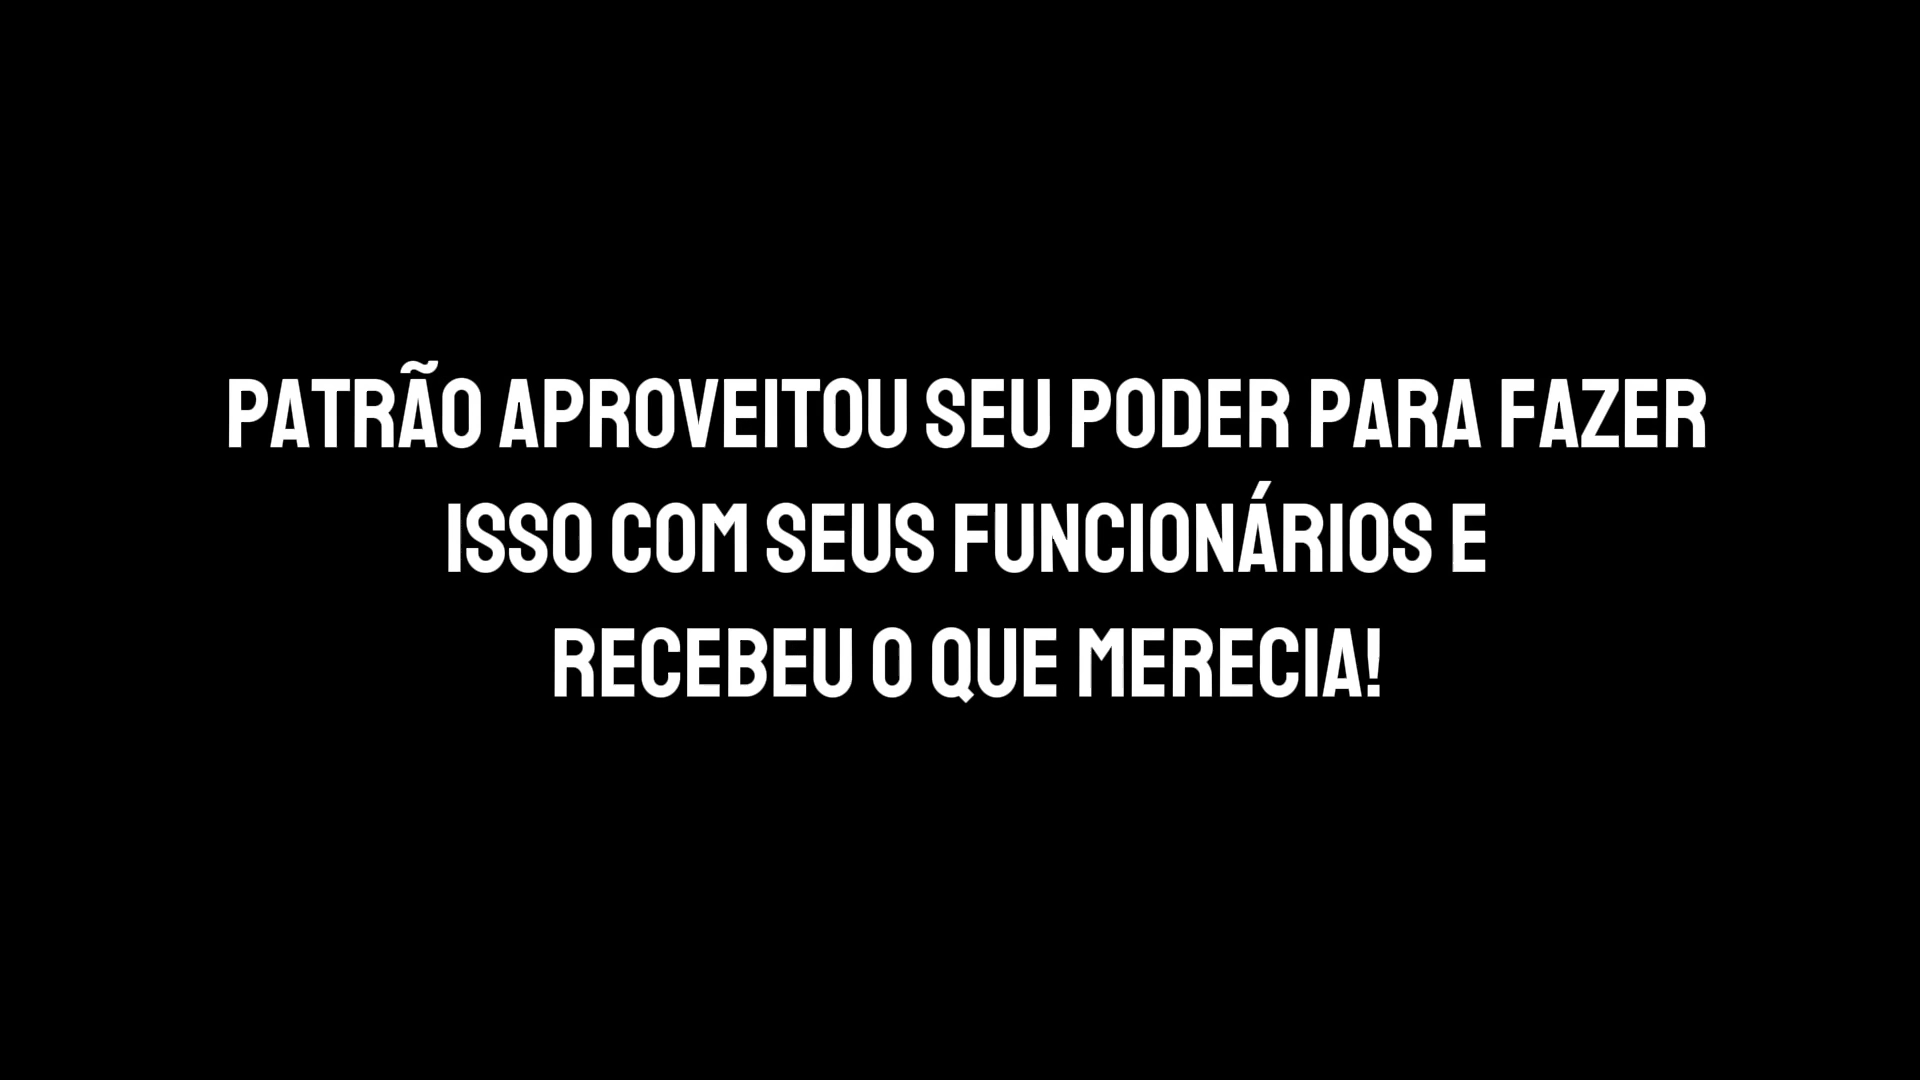 PATRÃO APROVEITOU SEU PODER PARA FAZER
ISSO COM SEUS FUNCIONÁRIOS E
RECEBEU O QUE MERECIA!